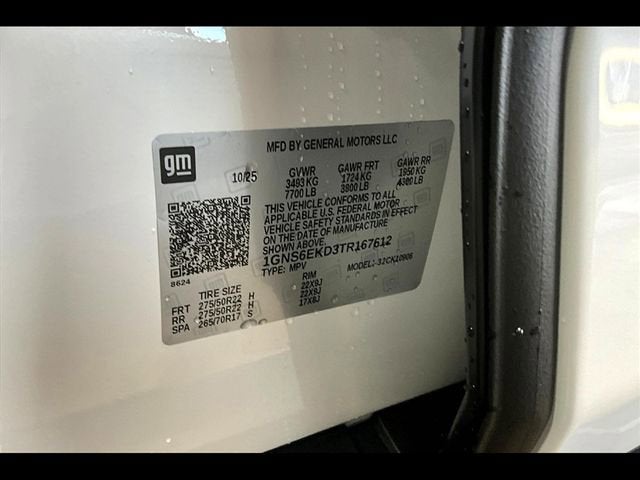 MFD BY GENERAL MOTORS LLC
gm
10/25
GVWR GAWR FRT GAWR RR
3493 KG 1724 KG 1950 KG
7700 LB 3800 LB 4300 LB
THIS VEHICLE CONFORMS TO ALL
APPLICABLE U.S. FEDERAL MOTOR
VEHICLE SAFETY STANDARDS IN EFFECT
ON THE DATE OF MANUFACTURE
SHOWN ABOVE.
1GNS6EKD3TR167612
TYPE: MPV MODEL: 32CK10906
8624
TIRE SIZE RIM
FRT 275/50R22 H 22X9J
RR 275/50R22 H 22X9J
SPA 265/70R17 S 17X8J